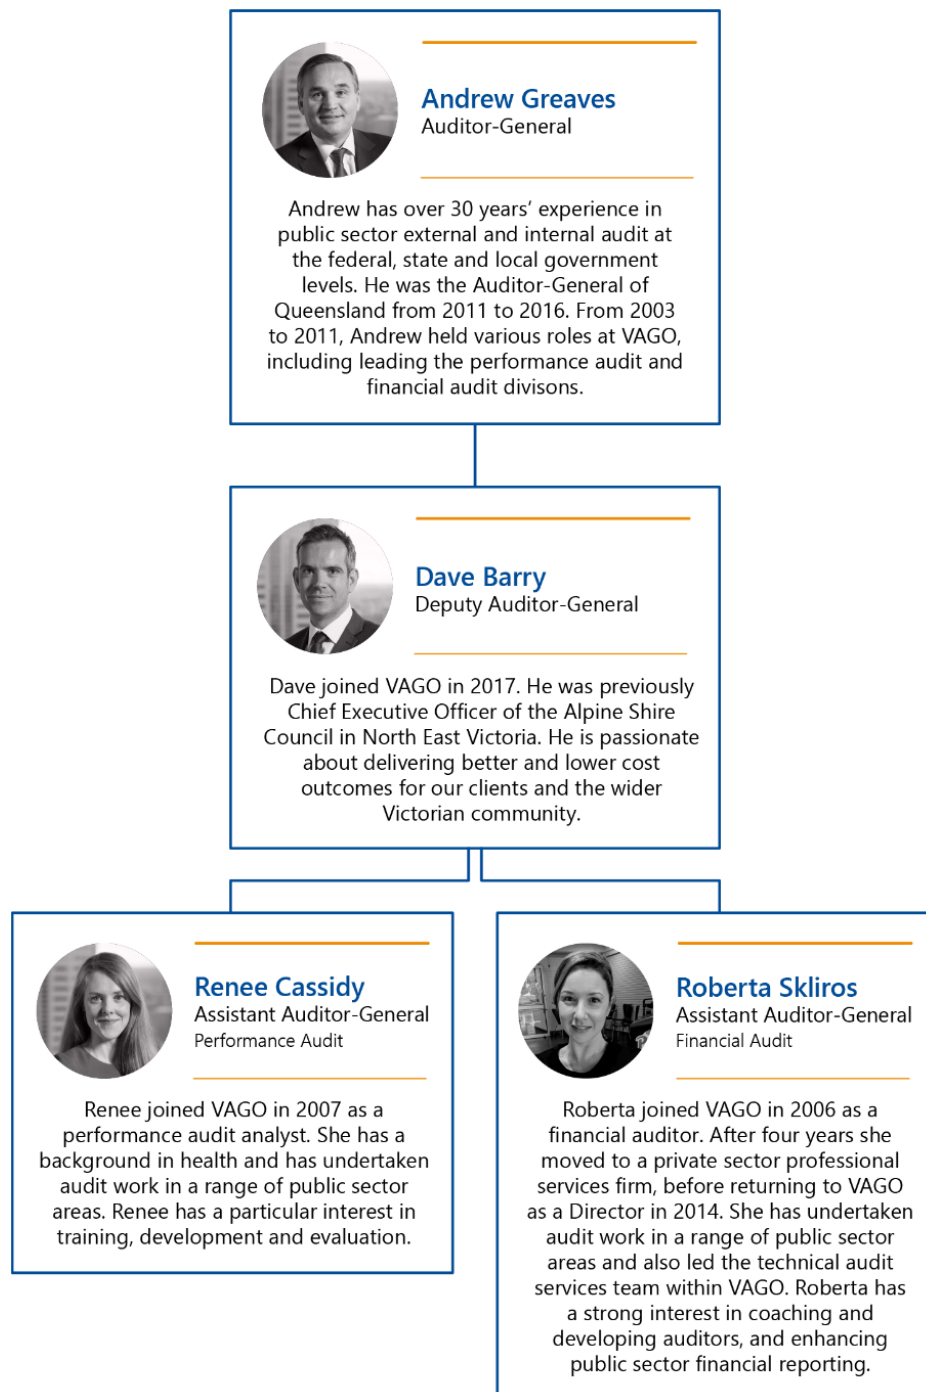 Andrew Greaves
Auditor-General
Andrew has over 30 years’ experience in
public sector external and internal audit at
the federal, state and local government
levels. He was the Auditor-General of
Queensland from 2011 to 2016. From 2003
to 2011, Andrew held various roles at VAGO,
including leading the performance audit and
financial audit divisons.
Dave Barry
Deputy Auditor-General
Dave joined VAGO in 2017. He was previously
Chief Executive Officer of the Alpine Shire
Council in North East Victoria. He is passionate
about delivering better and lower cost
outcomes for our clients and the wider
Victorian community.
Renee Cassidy
Assistant Auditor-General
Performance Audit
Renee joined VAGO in 2007 as a
performance audit analyst. She has a
background in health and has undertaken
audit work in a range of public sector
areas. Renee has a particular interest in
training, development and evaluation.
Roberta Skliros
Assistant Auditor-General
Financial Audit
Roberta joined VAGO in 2006 as a
financial auditor. After four years she
moved to a private sector professional
services firm, before returning to VAGO
as a Director in 2014. She has undertaken
audit work in a range of public sector
areas and also led the technical audit
services team within VAGO. Roberta has
a strong interest in coaching and
developing auditors, and enhancing
public sector financial reporting.